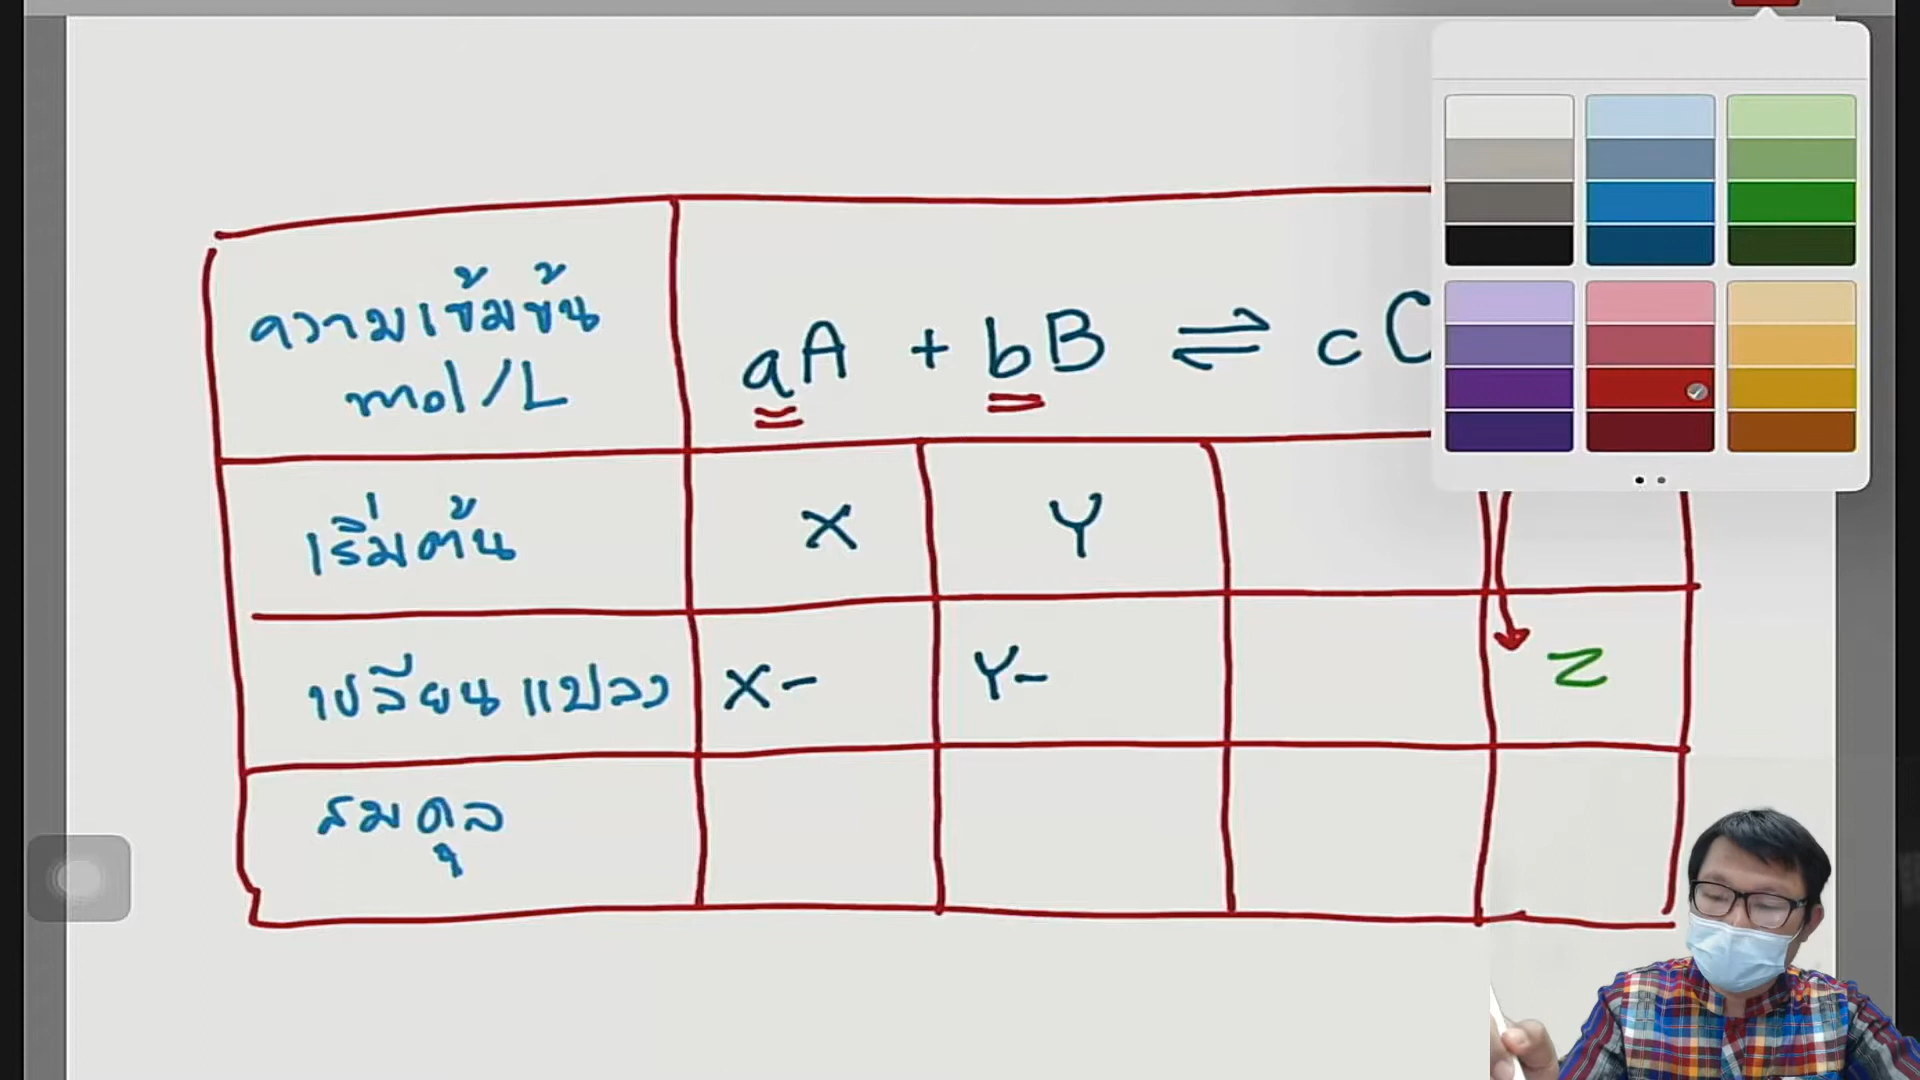 ความเข้มข้น
mol/L
aA + bB ⇌ cC
เริ่มต้น X Y
เปลี่ยนแปลง X- Y- Z
สมดุล